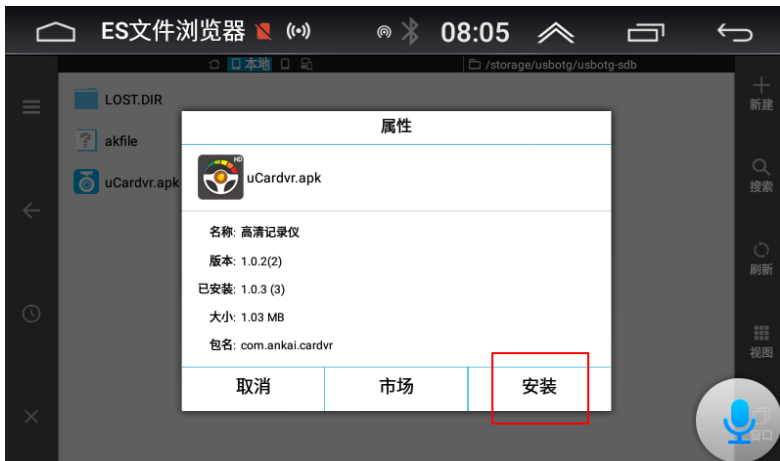 ES文件浏览器 08:05
本地 /storage/usbotg/usbotg-sdb
LOST.DIR
akfile
uCardvr.apk
新建
搜索
刷新
视图
窗口
属性
HD
uCardvr.apk
名称: 高清记录仪
版本: 1.0.2(2)
已安装: 1.0.3 (3)
大小: 1.03 MB
包名: com.ankai.cardvr
取消 市场 安装